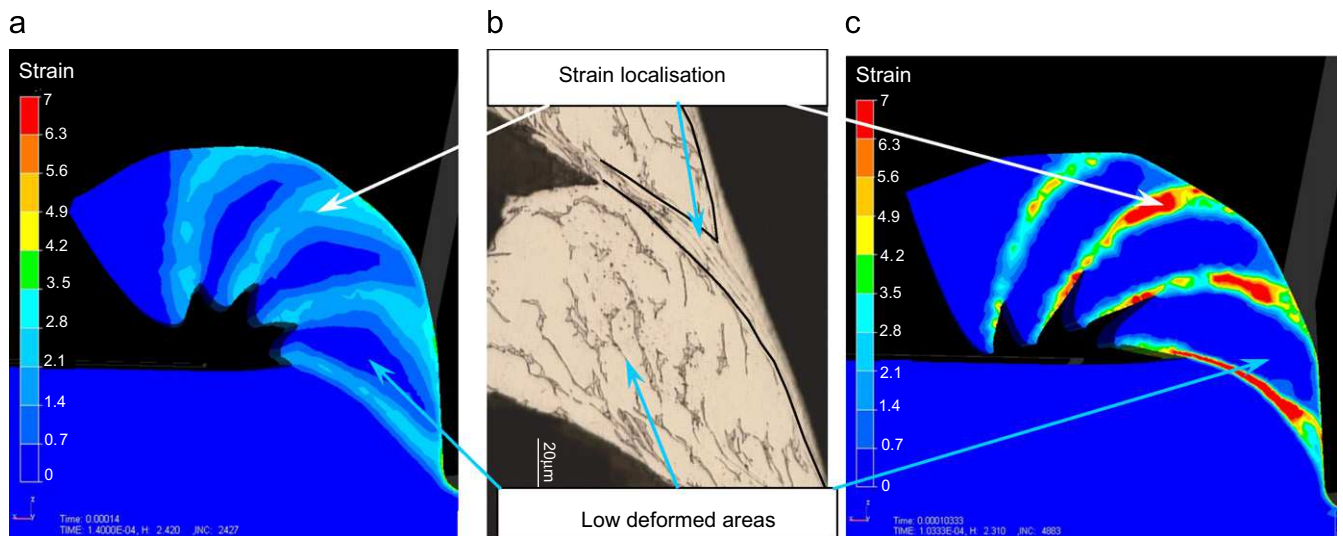 a
b
c
Strain
7
6.3
5.6
4.9
4.2
3.5
2.8
2.1
1.4
0.7
0
Time: 0.00014
TIME: 1.4000E-04, H: 2.420 ,INC: 2427
Strain localisation
20µm
Low deformed areas
Strain
7
6.3
5.6
4.9
4.2
3.5
2.8
2.1
1.4
0.7
0
Time: 0.00010333
TIME: 1.0333E-04, H: 2.310 ,INC: 4883